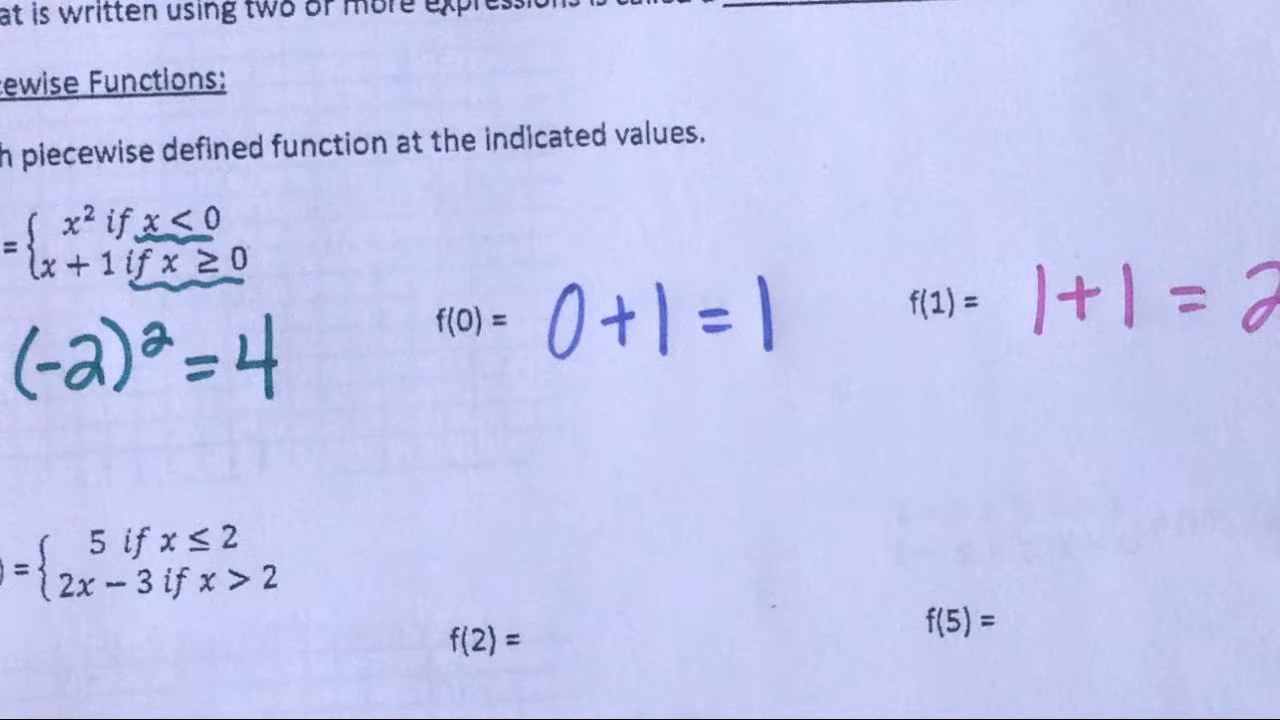 at is written using two or more expressions is called a
ewise Functions:
h piecewise defined function at the indicated values.
= { x² if x < 0
x + 1 if x ≥ 0
(-2)² = 4
f(0) = 0+1 = 1
f(1) = 1+1 = 2
) = { 5 if x ≤ 2
2x − 3 if x > 2
f(2) =
f(5) =